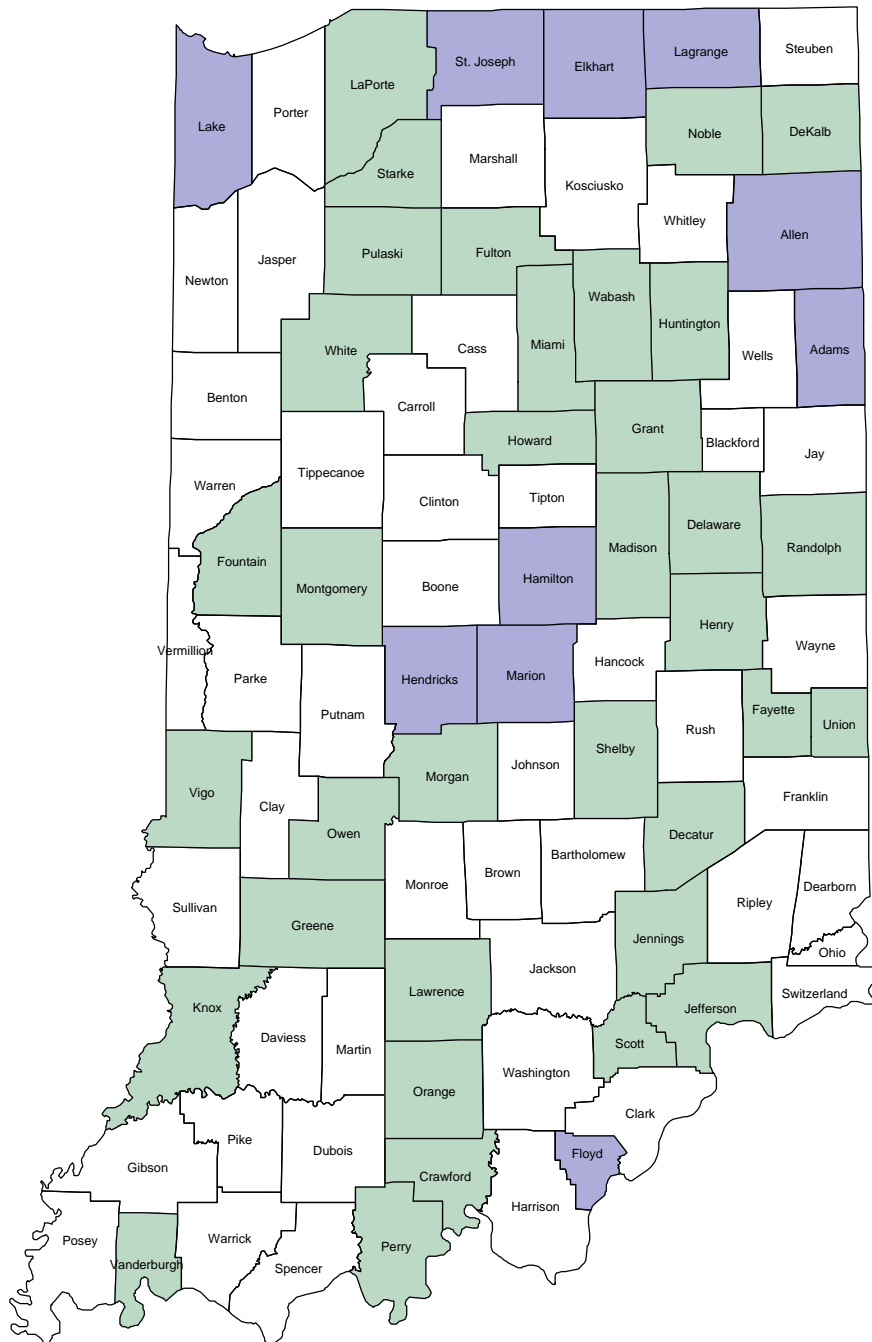 St. Joseph
Elkhart
Lagrange
Steuben
LaPorte
Porter
Lake
Noble
DeKalb
Marshall
Starke
Kosciusko
Whitley
Allen
Pulaski
Fulton
Jasper
Newton
Wabash
Huntington
White
Cass
Miami
Wells
Adams
Benton
Carroll
Grant
Howard
Blackford
Jay
Tippecanoe
Warren
Clinton
Tipton
Delaware
Madison
Randolph
Fountain
Montgomery
Boone
Hamilton
Henry
Wayne
Vermillion
Parke
Hendricks
Marion
Hancock
Putnam
Fayette
Union
Rush
Shelby
Johnson
Morgan
Vigo
Clay
Franklin
Owen
Decatur
Bartholomew
Brown
Monroe
Dearborn
Ripley
Sullivan
Greene
Jennings
Ohio
Jackson
Lawrence
Switzerland
Jefferson
Knox
Daviess
Martin
Scott
Washington
Orange
Clark
Pike
Dubois
Floyd
Gibson
Crawford
Harrison
Posey
Warrick
Perry
Vanderburgh
Spencer